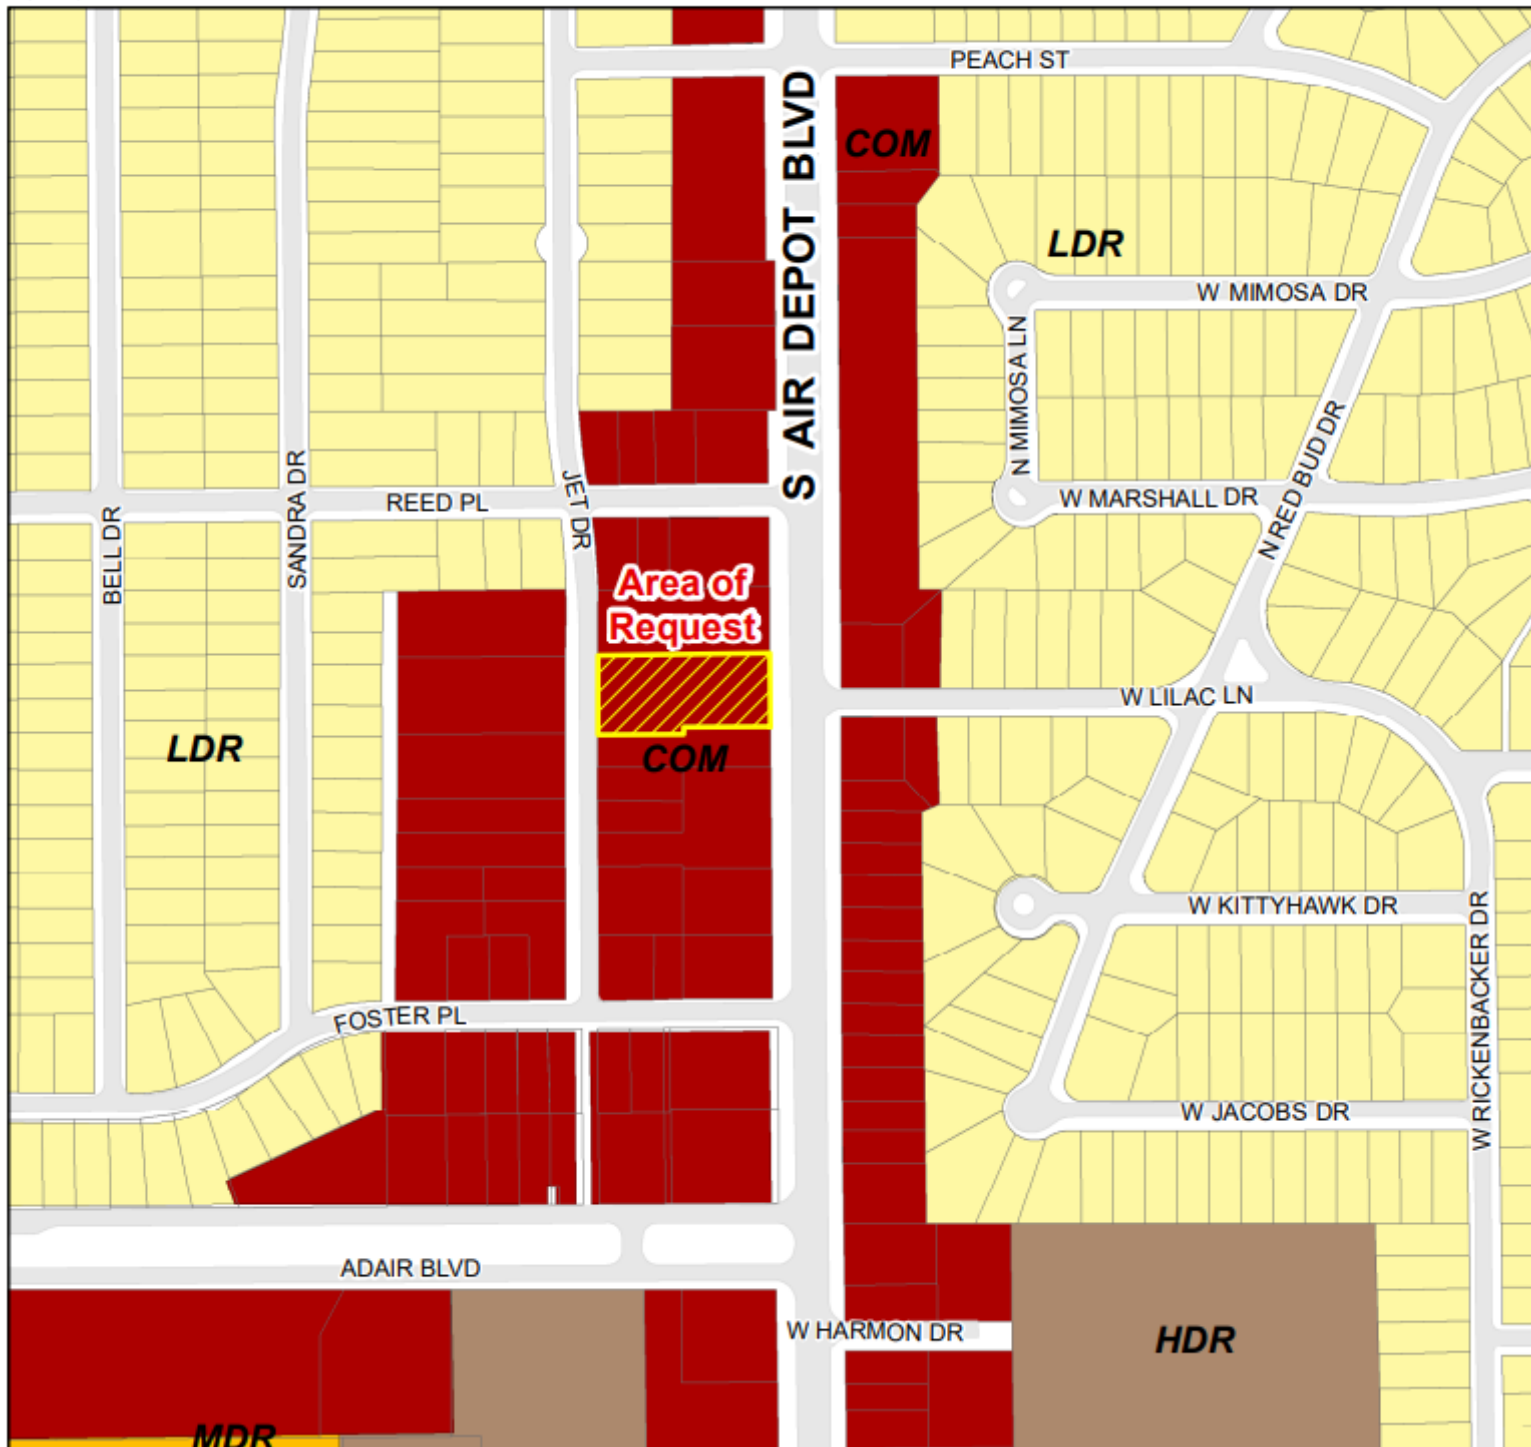 PEACH ST
S AIR DEPOT BLVD
COM
LDR
W MIMOSA DR
N MIMOSA LN
N RED BUD DR
SANDRA DR
JET DR
REED PL
W MARSHALL DR
BELL DR
Area of
Request
W LILAC LN
LDR
COM
W KITTYHAWK DR
W RICKENBACKER DR
FOSTER PL
W JACOBS DR
ADAIR BLVD
W HARMON DR
HDR
MDR